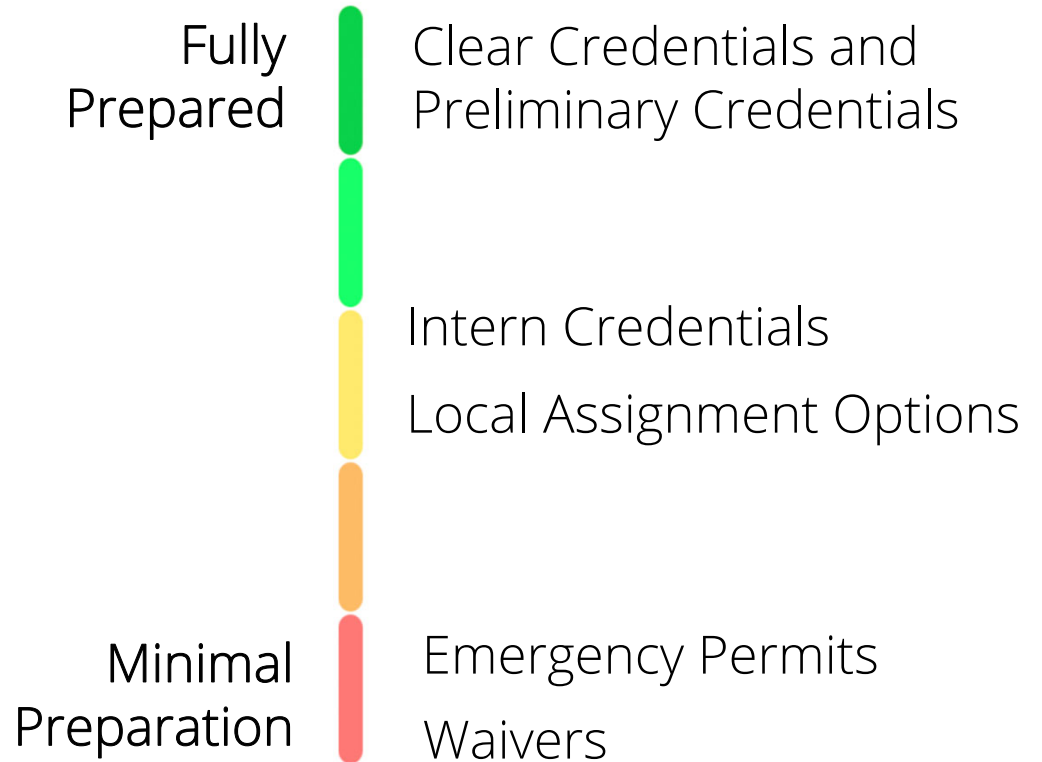 Fully
Prepared
Clear Credentials and
Preliminary Credentials
Intern Credentials
Local Assignment Options
Minimal
Preparation
Emergency Permits
Waivers